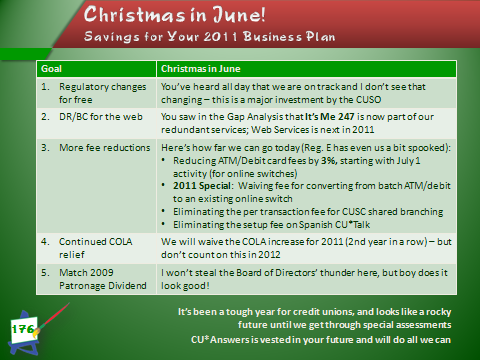 Christmas in June!
Savings for Your 2011 Business Plan
Goal Christmas in June
1. Regulatory changes for free
You've heard all day that we are on track and I don't see that
changing – this is a major investment by the CUSO
2. DR/BC for the web
You saw in the Gap Analysis that It's Me 247 is now part of our
redundant services; Web Services is next in 2011
3. More fee reductions
Here's how far we can go today (Reg. E has even us a bit spooked):
• Reducing ATM/Debit card fees by 3%, starting with July 1
activity (for online switches)
• 2011 Special: Waiving fee for converting from batch ATM/debit
to an existing online switch
• Eliminating the per transaction fee for CUSC shared branching
• Eliminating the setup fee on Spanish CU*Talk
4. Continued COLA
relief
We will waive the COLA increase for 2011 (2nd year in a row) – but
don't count on this in 2012
5. Match 2009
Patronage Dividend
I won't steal the Board of Directors' thunder here, but boy does it
look good!
It's been a tough year for credit unions, and looks like a rocky
future until we get through special assessments
CU*Answers is vested in your future and will do all we can
176